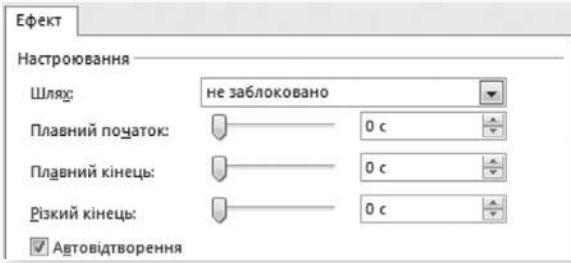 Ефект
Настроювання
Шлях: не заблоковано
Плавний початок: 0 с
Плавний кінець: 0 с
Різкий кінець: 0 с
Автовідтворення